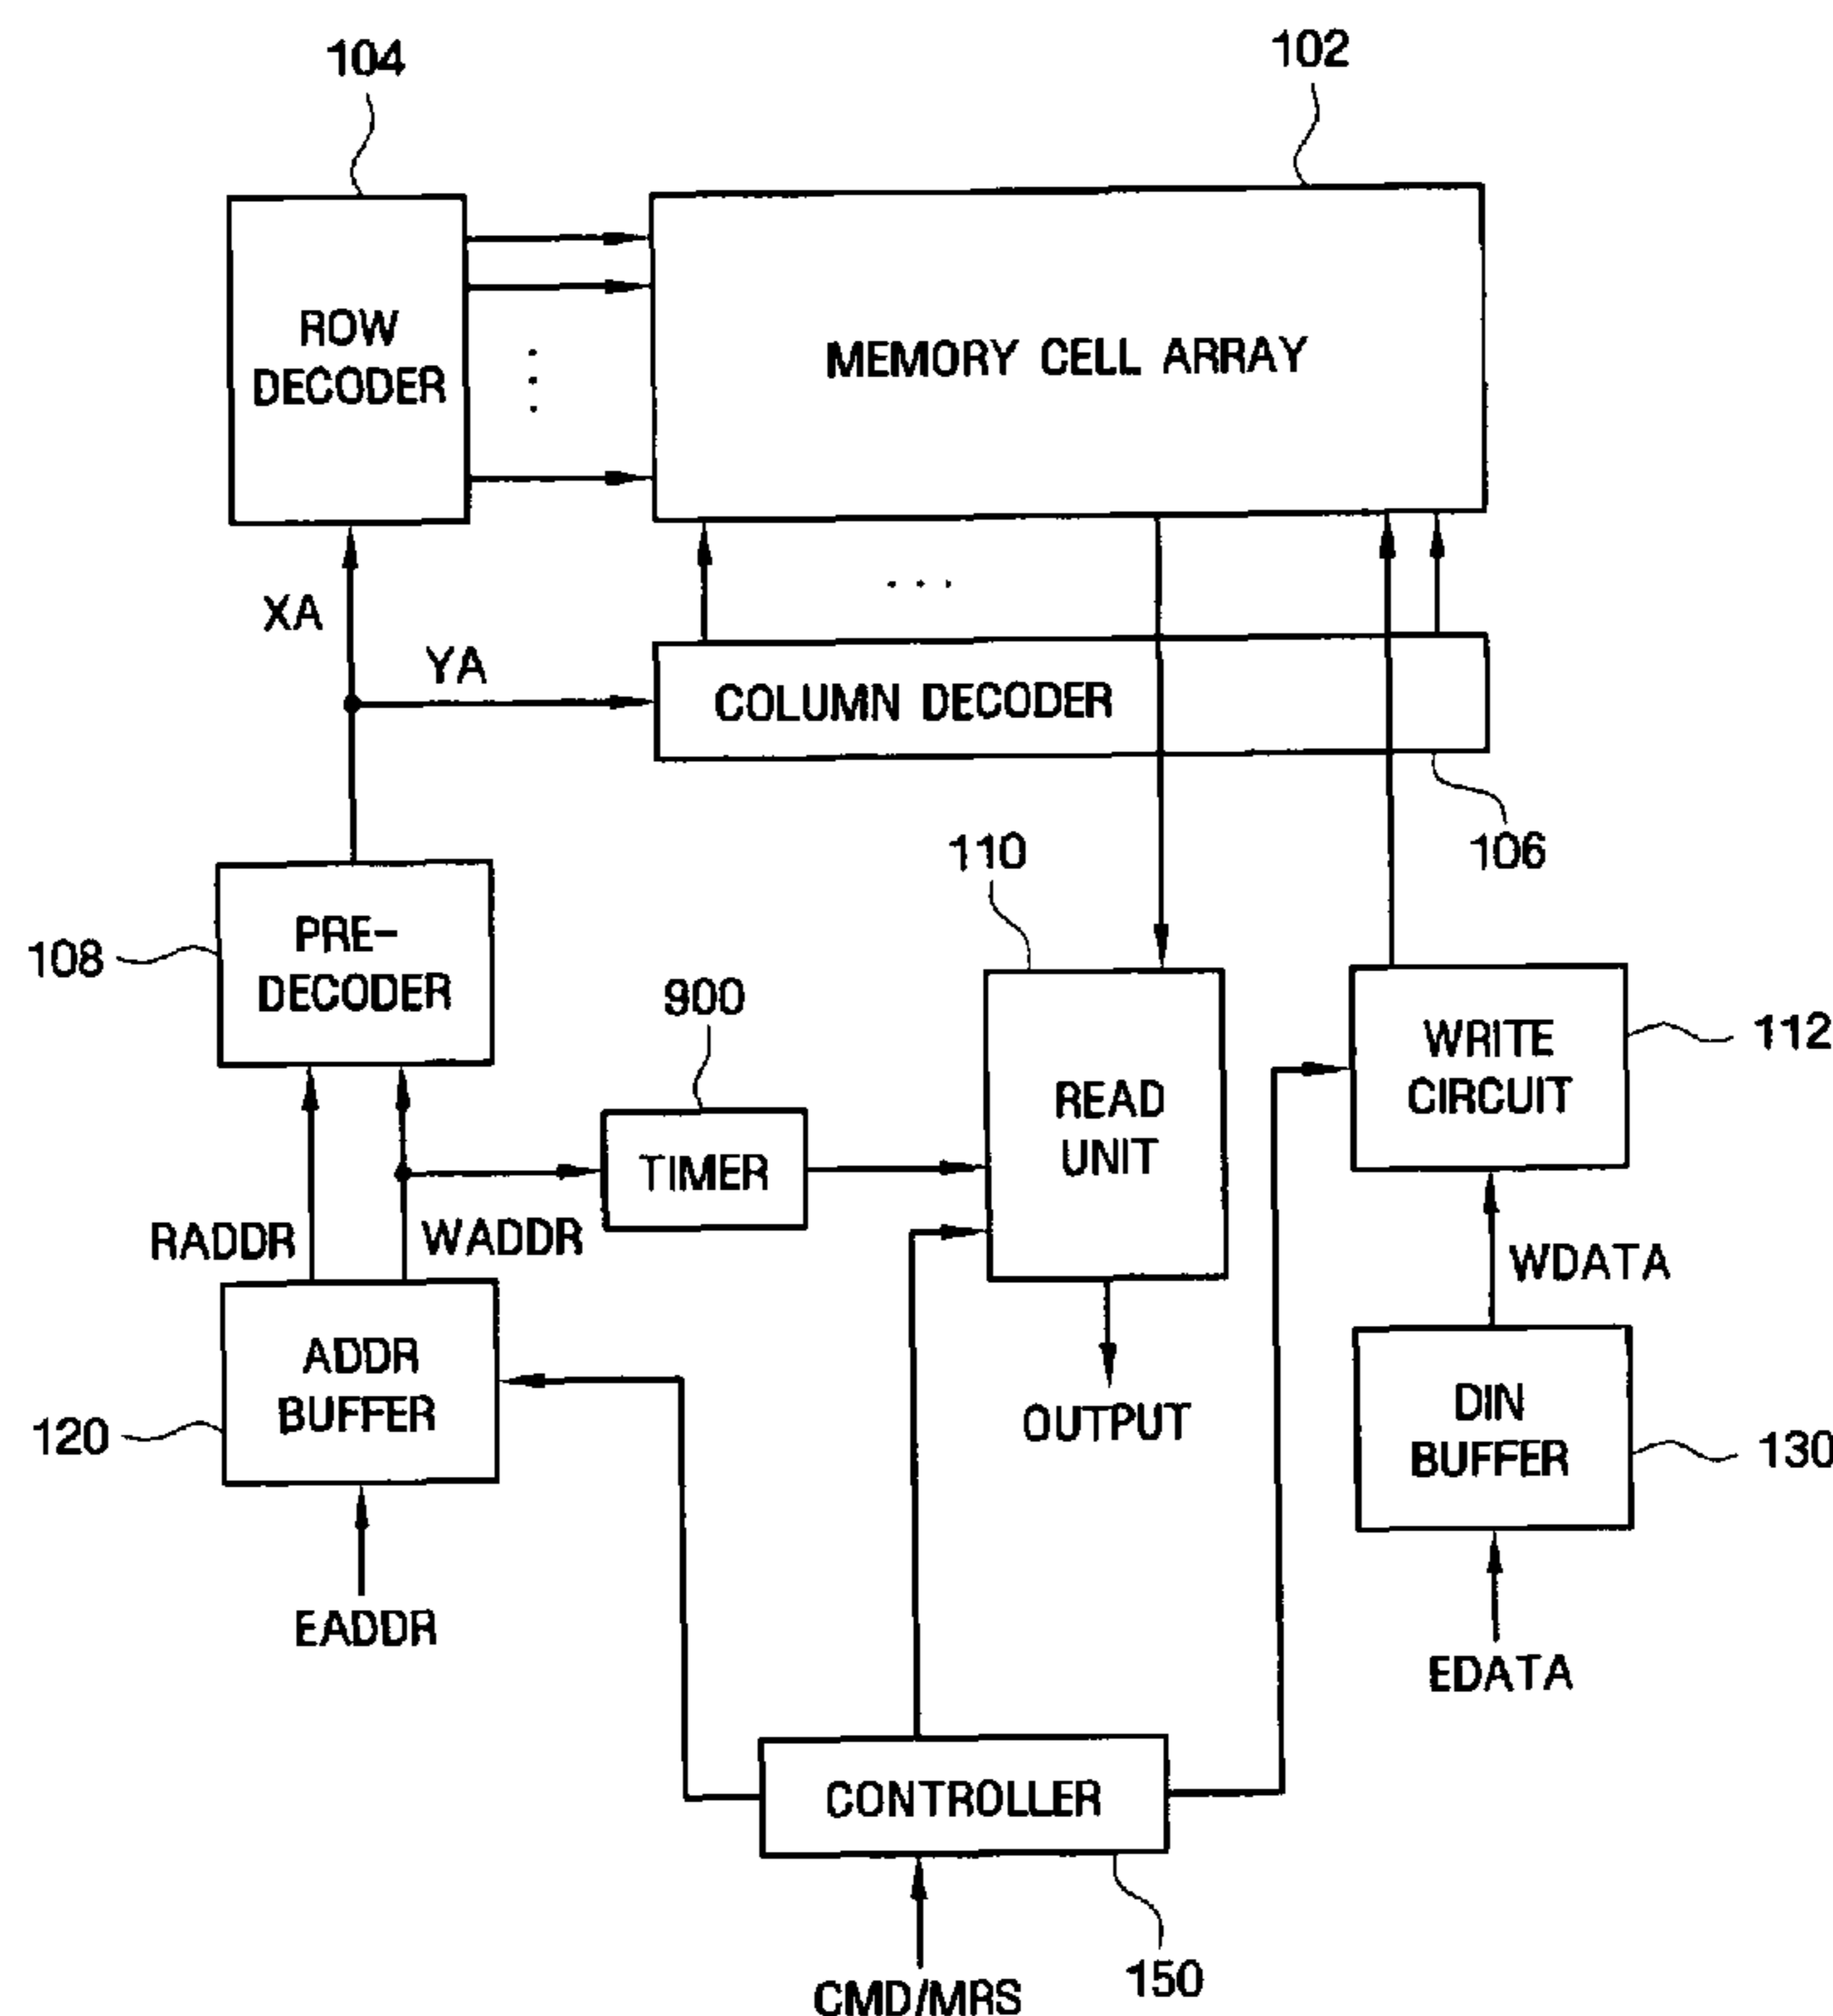 104
102
ROW
DECODER
MEMORY CELL ARRAY
XA
YA
COLUMN DECODER
106
110
108
PRE-
DECODER
900
112
WRITE
CIRCUIT
READ
UNIT
TIMER
RADDR
WADDR
WDATA
ADDR
BUFFER
120
OUTPUT
DIN
BUFFER
130
EADDR
EDATA
CONTROLLER
150
CMD/MRS